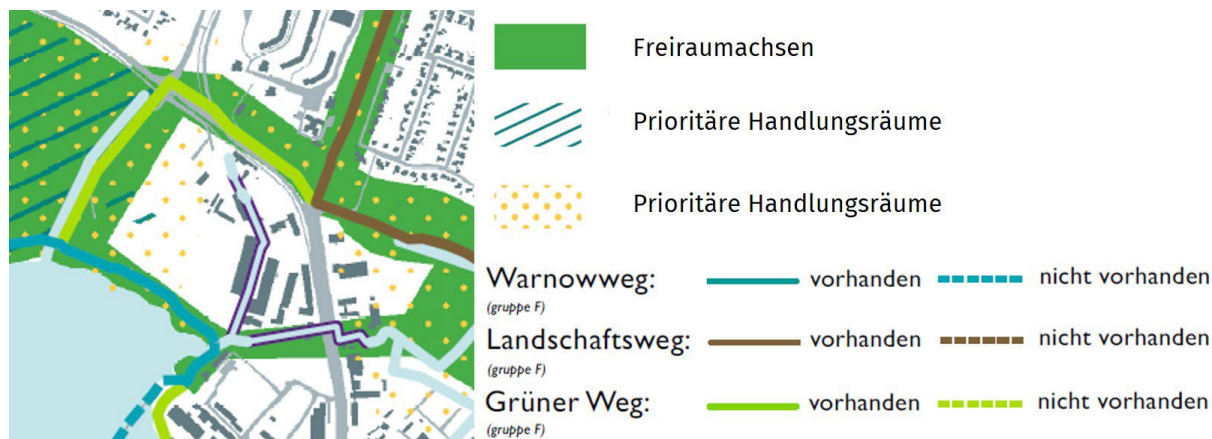 Freiraumachsen
Prioritäre Handlungsräume
Prioritäre Handlungsräume
Warnowweg: vorhanden nicht vorhanden
(gruppe F)
Landschaftsweg: vorhanden nicht vorhanden
(gruppe F)
Grüner Weg: vorhanden nicht vorhanden
(gruppe F)